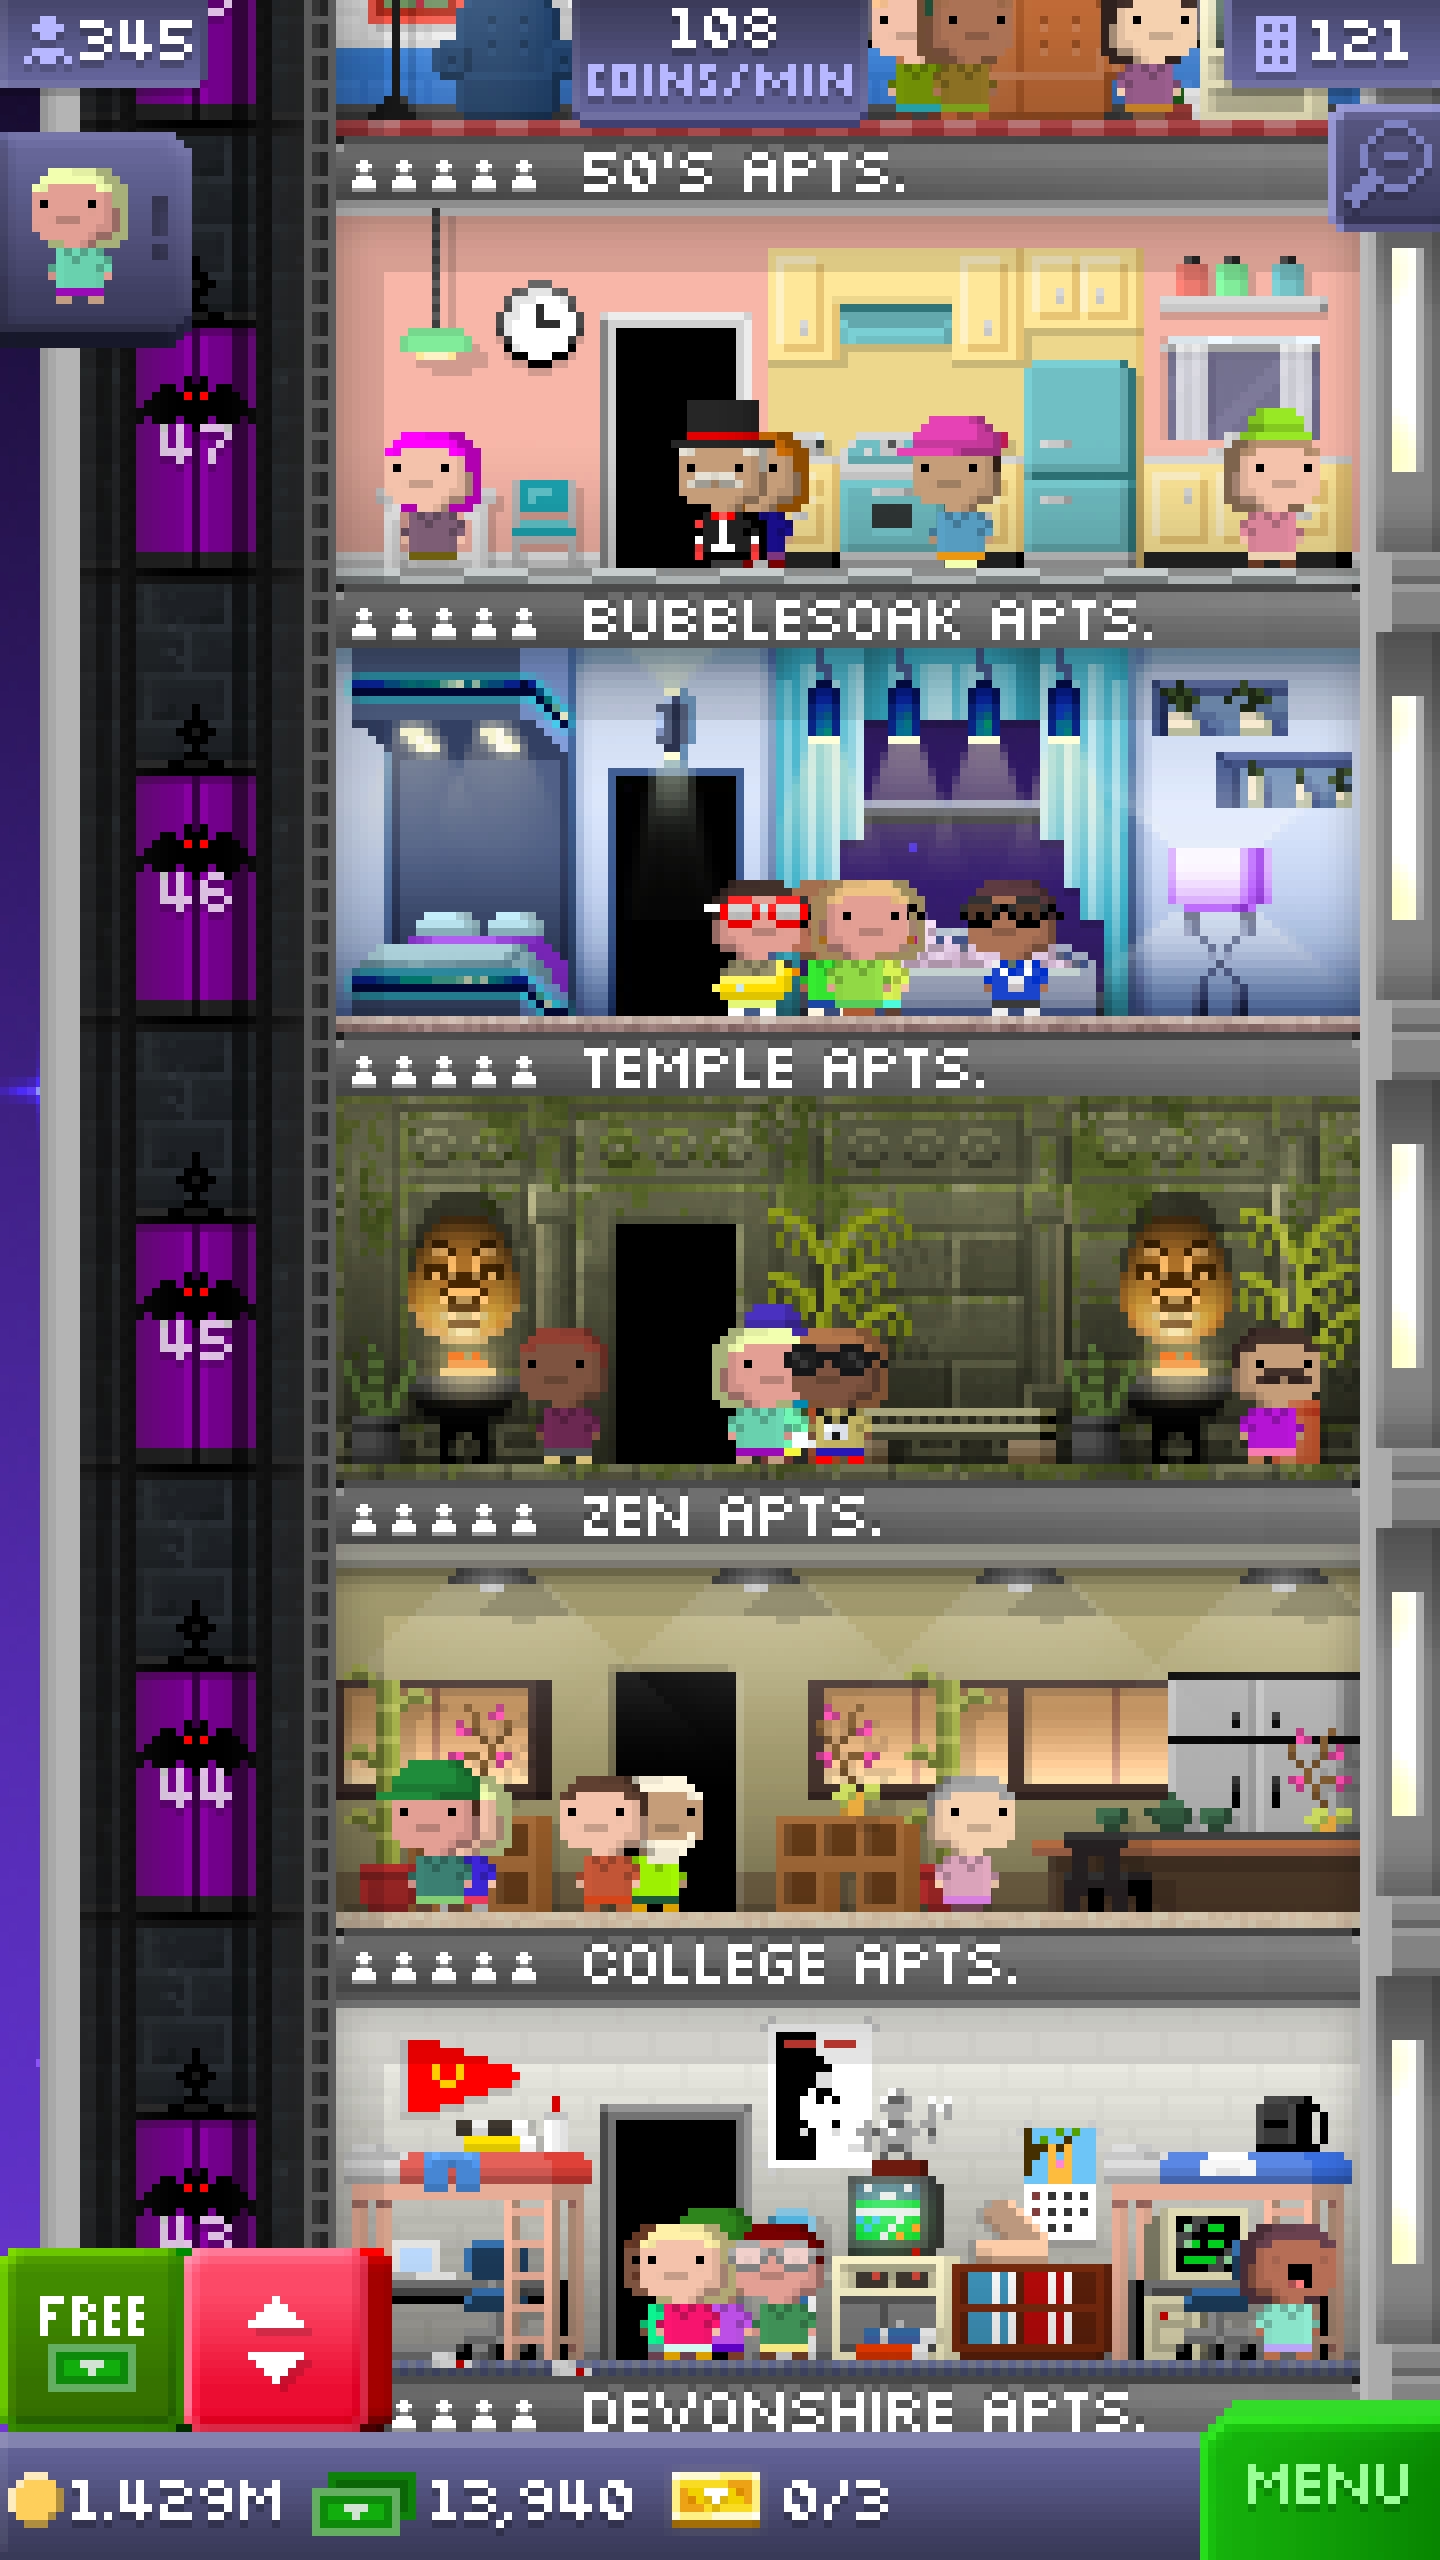 345
108
COINS/MIN
121
50'S APTS.
47
BUBBLESOAK APTS.
46
TEMPLE APTS.
45
ZEN APTS.
44
COLLEGE APTS.
43
FREE
DEVONSHIRE APTS.
1.429M
13,940
0/3
MENU